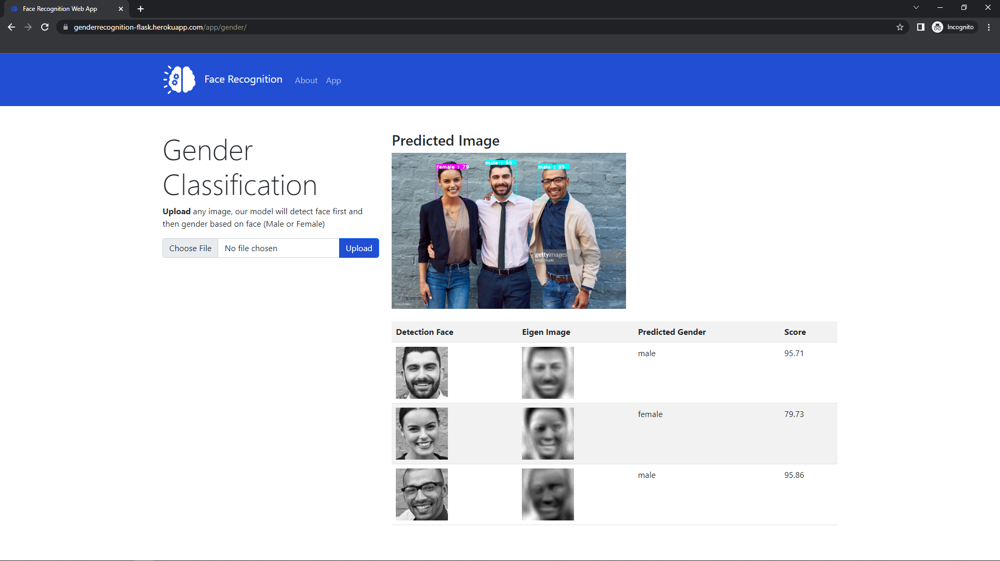 Face Recognition Web App
genderrecognition-flask.herokuapp.com/app/gender/
Incognito
Face Recognition
About
App
Gender
Classification
Upload any image, our model will detect face first and
then gender based on face (Male or Female)
Choose File
No file chosen
Upload
Predicted Image
female : 79
male : 95
male : 95
gettyimages
Moyo Studio
Detection Face
Eigen Image
Predicted Gender
Score
male
95.71
female
79.73
male
95.86